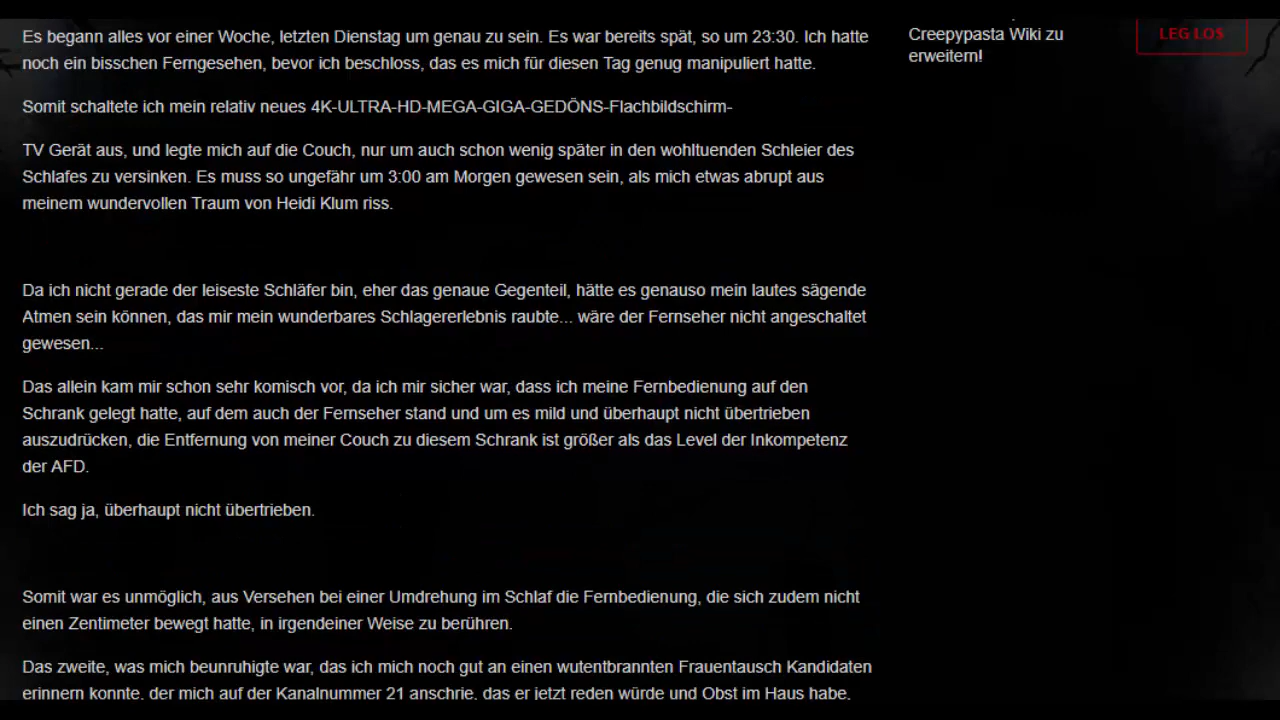 Es begann alles vor einer Woche, letzten Dienstag um genau zu sein. Es war bereits spät, so um 23:30. Ich hatte
noch ein bisschen Ferngesehen, bevor ich beschloss, das es mich für diesen Tag genug manipuliert hatte.
Somit schaltete ich mein relativ neues 4K-ULTRA-HD-MEGA-GIGA-GEDÖNS-Flachbildschirm-
TV Gerät aus, und legte mich auf die Couch, nur um auch schon wenig später in den wohltuenden Schleier des
Schlafes zu versinken. Es muss so ungefähr um 3:00 am Morgen gewesen sein, als mich etwas abrupt aus
meinem wundervollen Traum von Heidi Klum riss.
Da ich nicht gerade der leiseste Schläfer bin, eher das genaue Gegenteil, hätte es genauso mein lautes sägende
Atmen sein können, das mir mein wunderbares Schlagererlebnis raubte... wäre der Fernseher nicht angeschaltet
gewesen...
Das allein kam mir schon sehr komisch vor, da ich mir sicher war, dass ich meine Fernbedienung auf den
Schrank gelegt hatte, auf dem auch der Fernseher stand und um es mild und überhaupt nicht übertrieben
auszudrücken, die Entfernung von meiner Couch zu diesem Schrank ist größer als das Level der Inkompetenz
der AFD.
Ich sag ja, überhaupt nicht übertrieben.
Somit war es unmöglich, aus Versehen bei einer Umdrehung im Schlaf die Fernbedienung, die sich zudem nicht
einen Zentimeter bewegt hatte, in irgendeiner Weise zu berühren.
Das zweite, was mich beunruhigte war, das ich mich noch gut an einen wutentbrannten Frauentausch Kandidaten
erinnern konnte, der mich auf der Kanalnummer 21 anschrie, das er jetzt reden würde und Obst im Haus habe.
Creepypasta Wiki zu
erweitern!
LEG LOS